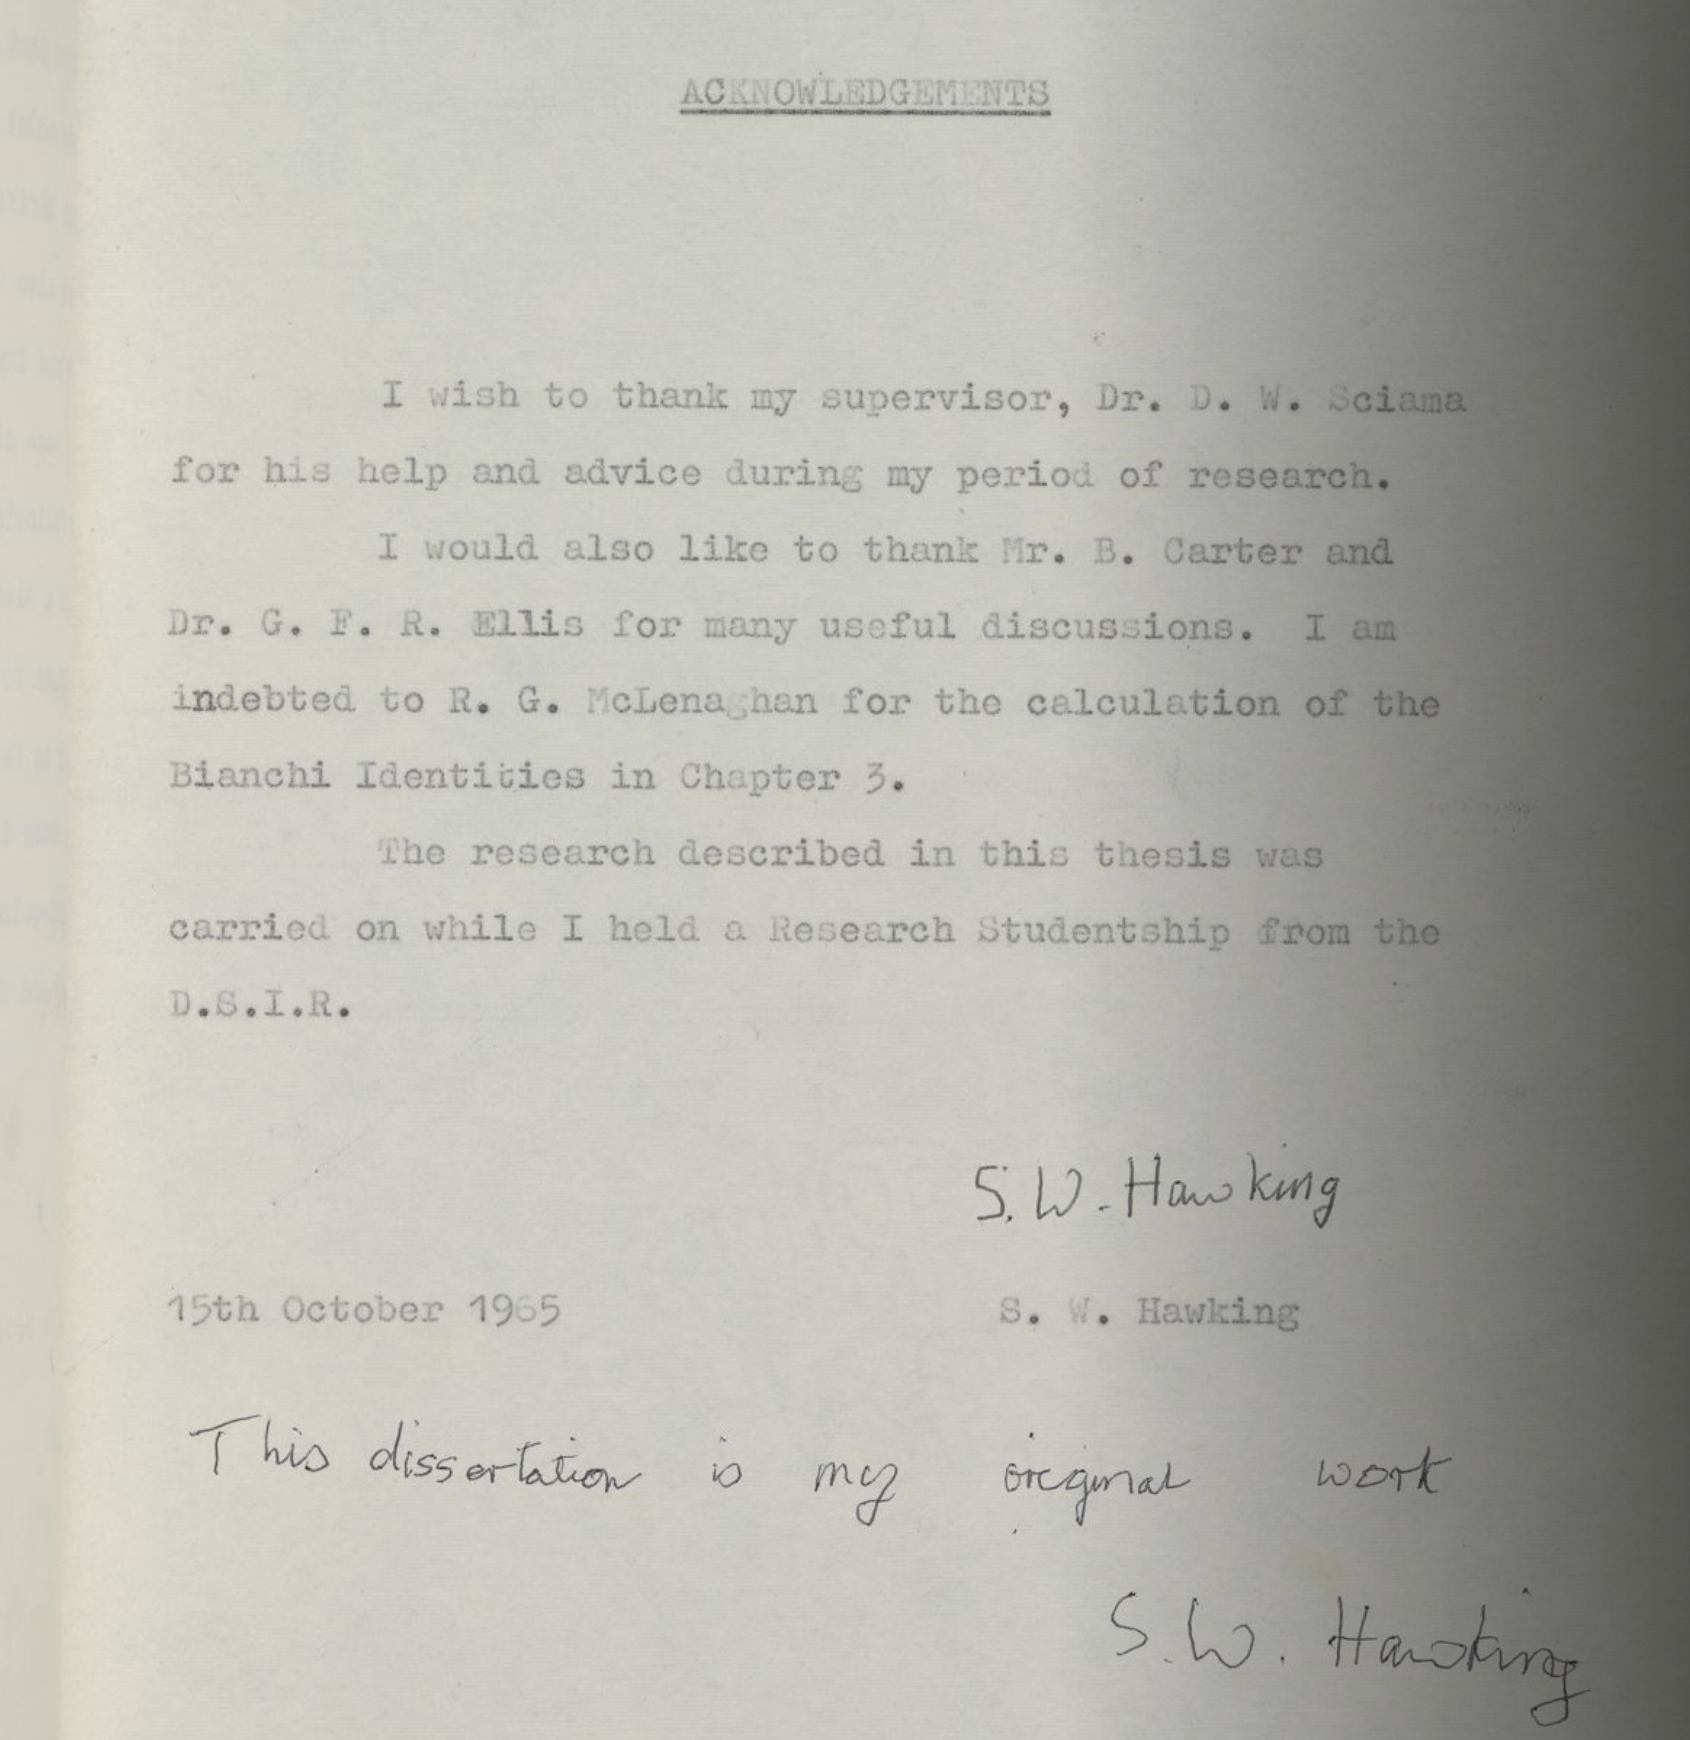 ACKNOWLEDGEMENTS
I wish to thank my supervisor, Dr. D. W. Sciama
for his help and advice during my period of research.
I would also like to thank Mr. B. Carter and
Dr. G. F. R. Ellis for many useful discussions. I am
indebted to R. G. McLenaghan for the calculation of the
Bianchi Identities in Chapter 3.
The research described in this thesis was
carried on while I held a Research Studentship from the
D.S.I.R.
S. W. Hawking
15th October 1965 S. W. Hawking
This dissertation is my original work
S. W. Hawking